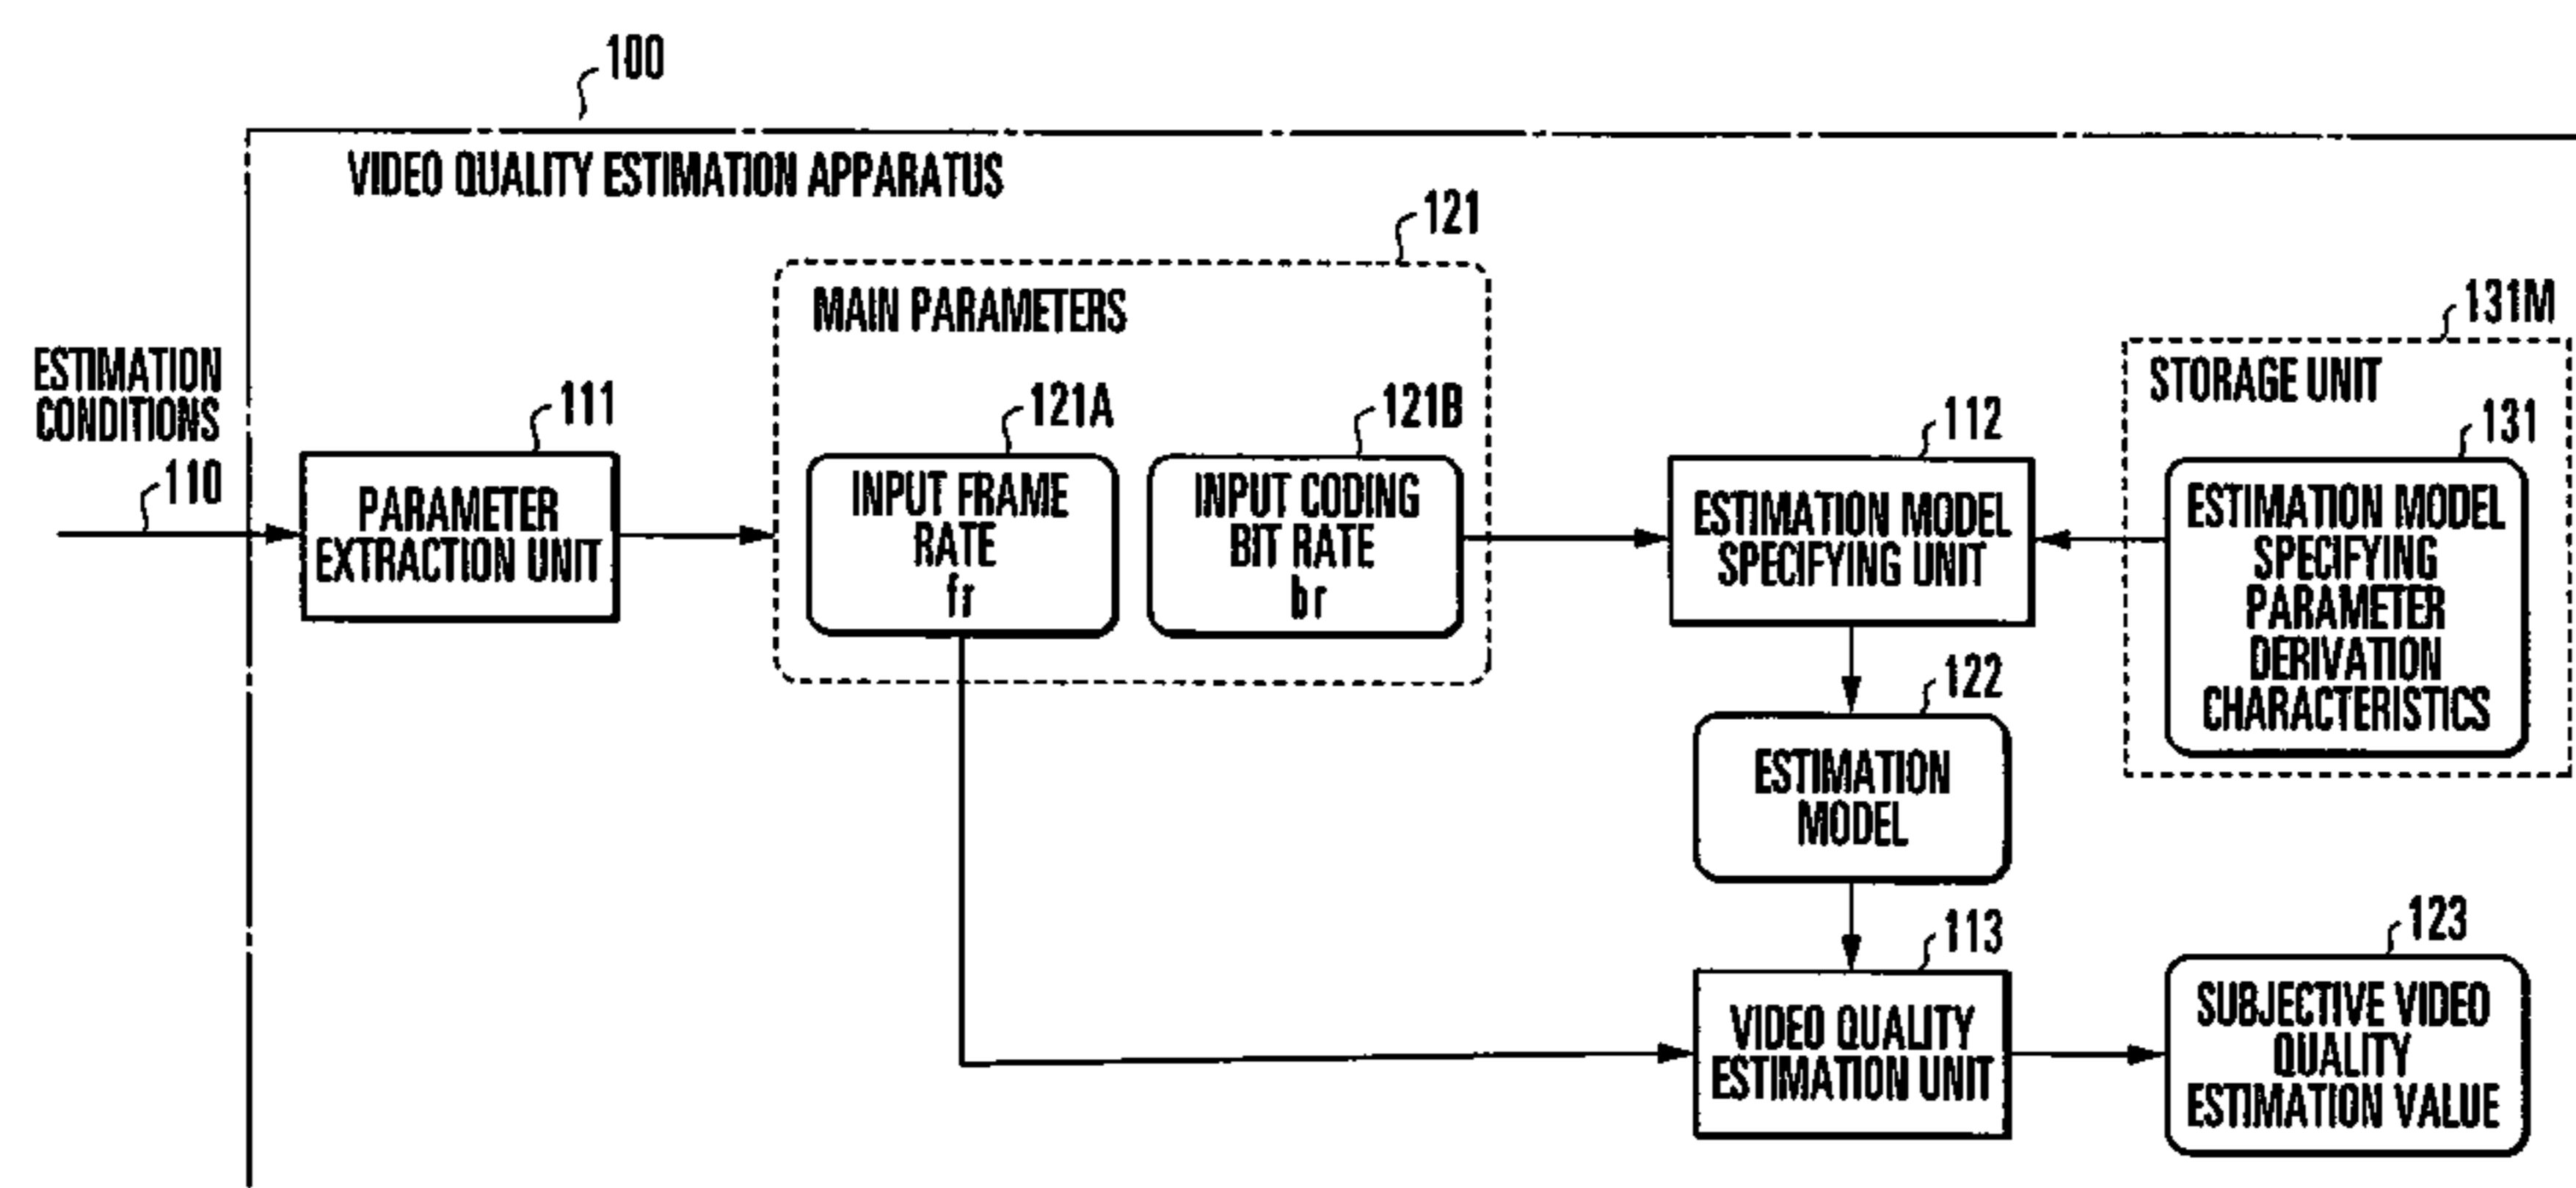 100
VIDEO QUALITY ESTIMATION APPARATUS
121
MAIN PARAMETERS
131M
STORAGE UNIT
ESTIMATION
CONDITIONS
110
111
PARAMETER
EXTRACTION UNIT
121A
INPUT FRAME
RATE
fr
121B
INPUT CODING
BIT RATE
br
112
ESTIMATION MODEL
SPECIFYING UNIT
131
ESTIMATION MODEL
SPECIFYING
PARAMETER
DERIVATION
CHARACTERISTICS
122
ESTIMATION
MODEL
113
VIDEO QUALITY
ESTIMATION UNIT
123
SUBJECTIVE VIDEO
QUALITY
ESTIMATION VALUE